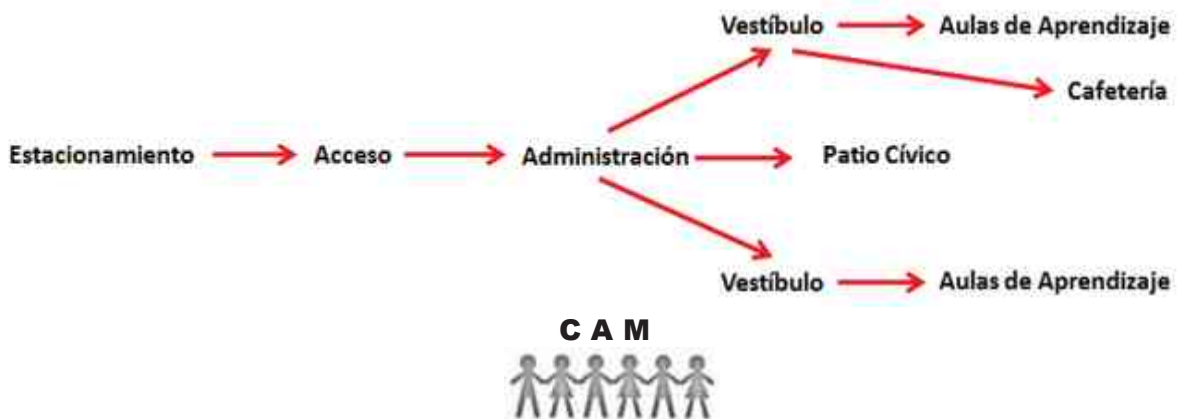 Vestíbulo Aulas de Aprendizaje
Cafetería
Estacionamiento Acceso Administración Patio Cívico
Vestíbulo Aulas de Aprendizaje
C A M